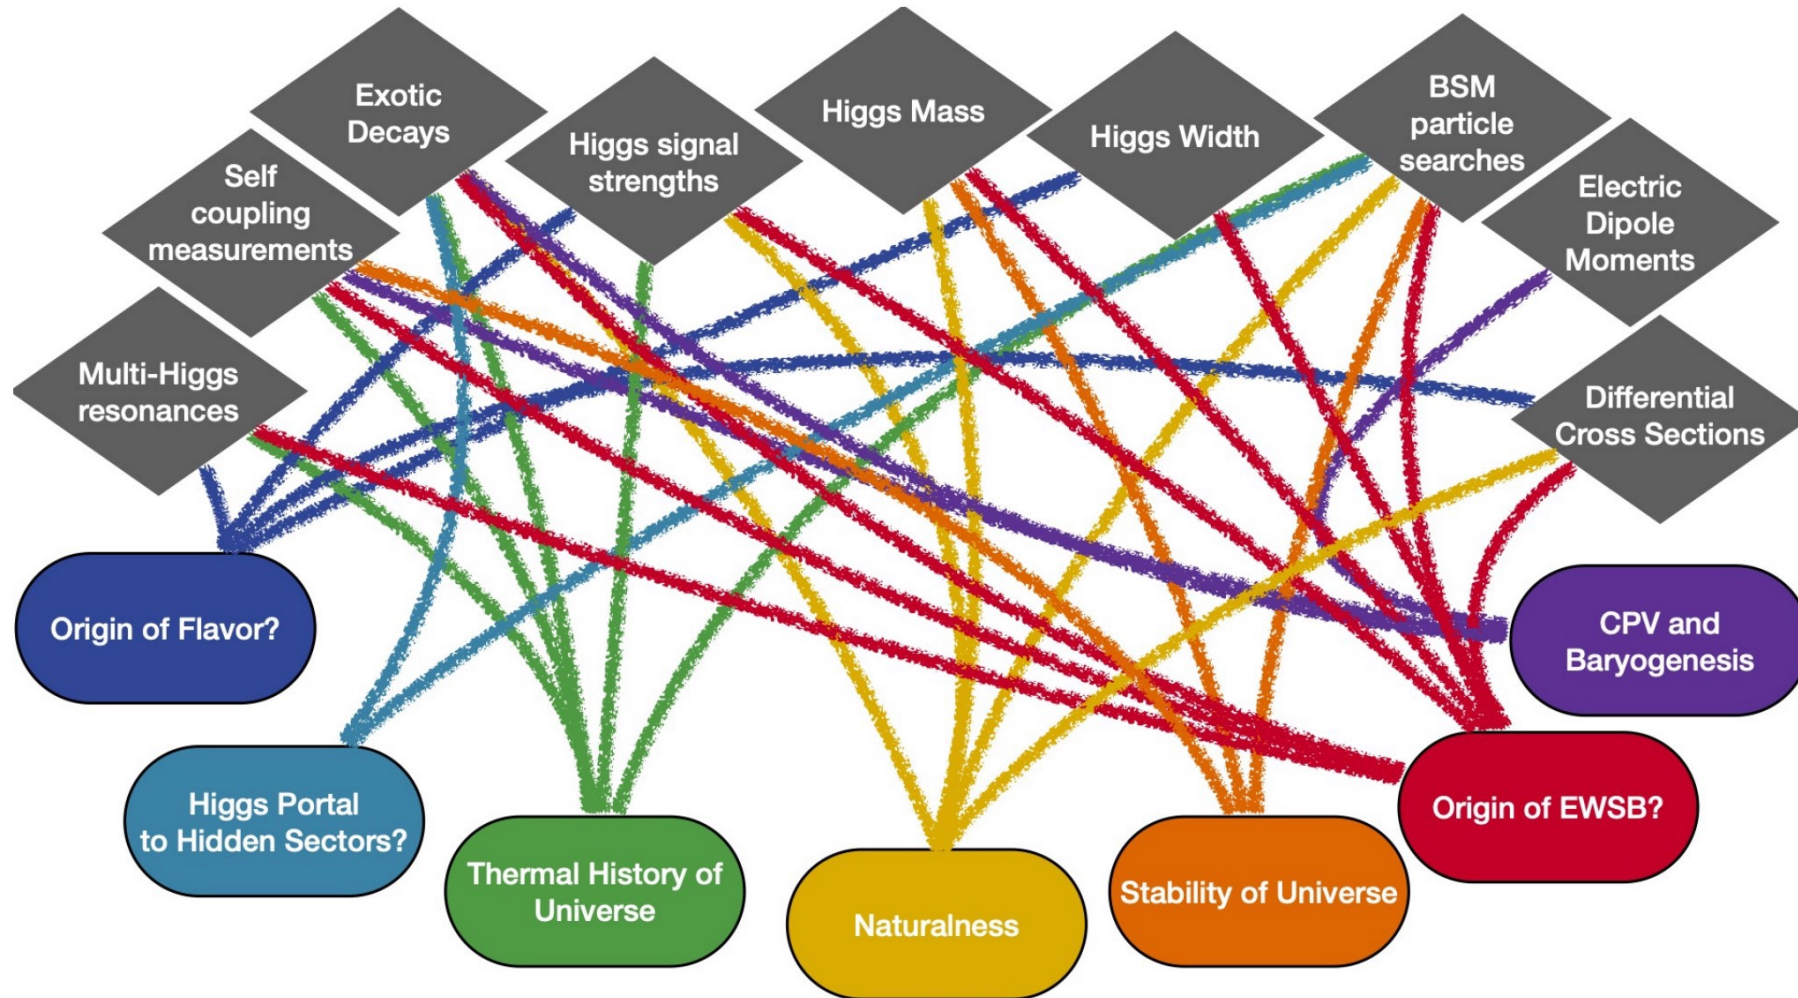 Exotic
Decays
Higgs signal
strengths
Higgs Mass
Higgs Width
BSM
particle
searches
Self
coupling
measurements
Electric
Dipole
Moments
Multi-Higgs
resonances
Differential
Cross Sections
Origin of Flavor?
CPV and
Baryogenesis
Higgs Portal
to Hidden Sectors?
Origin of EWSB?
Thermal History of
Universe
Naturalness
Stability of Universe